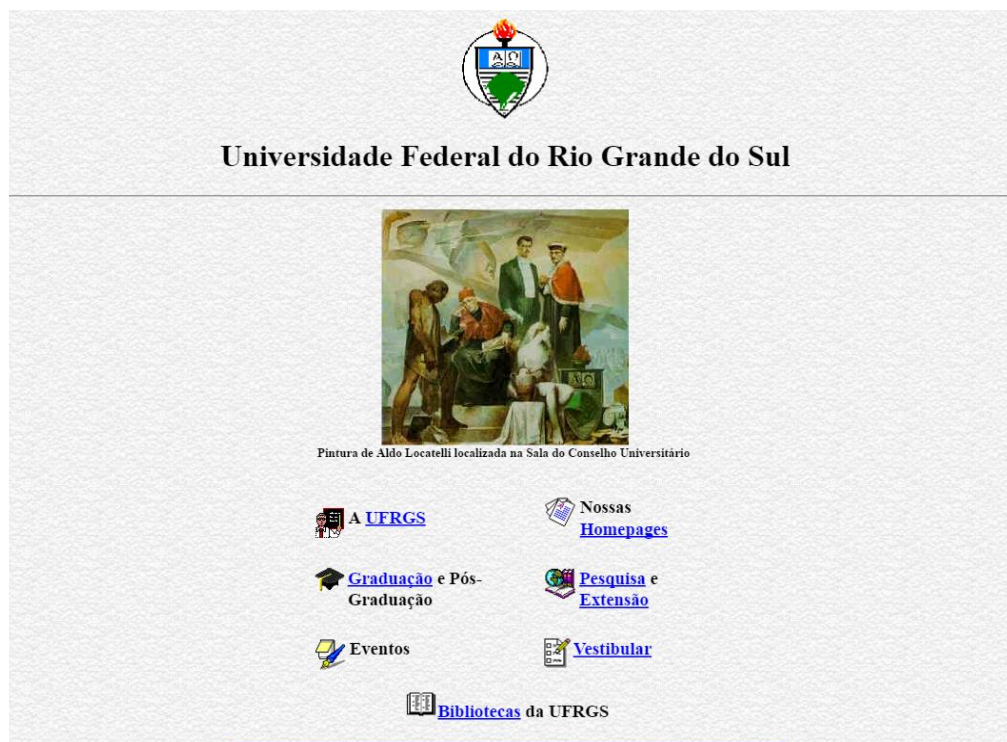 A Ω
Universidade Federal do Rio Grande do Sul
Pintura de Aldo Locatelli localizada na Sala do Conselho Universitário
A UFRGS
Nossas
Homepages
Graduação e Pós-
Graduação
Pesquisa e
Extensão
Eventos
Vestibular
Bibliotecas da UFRGS